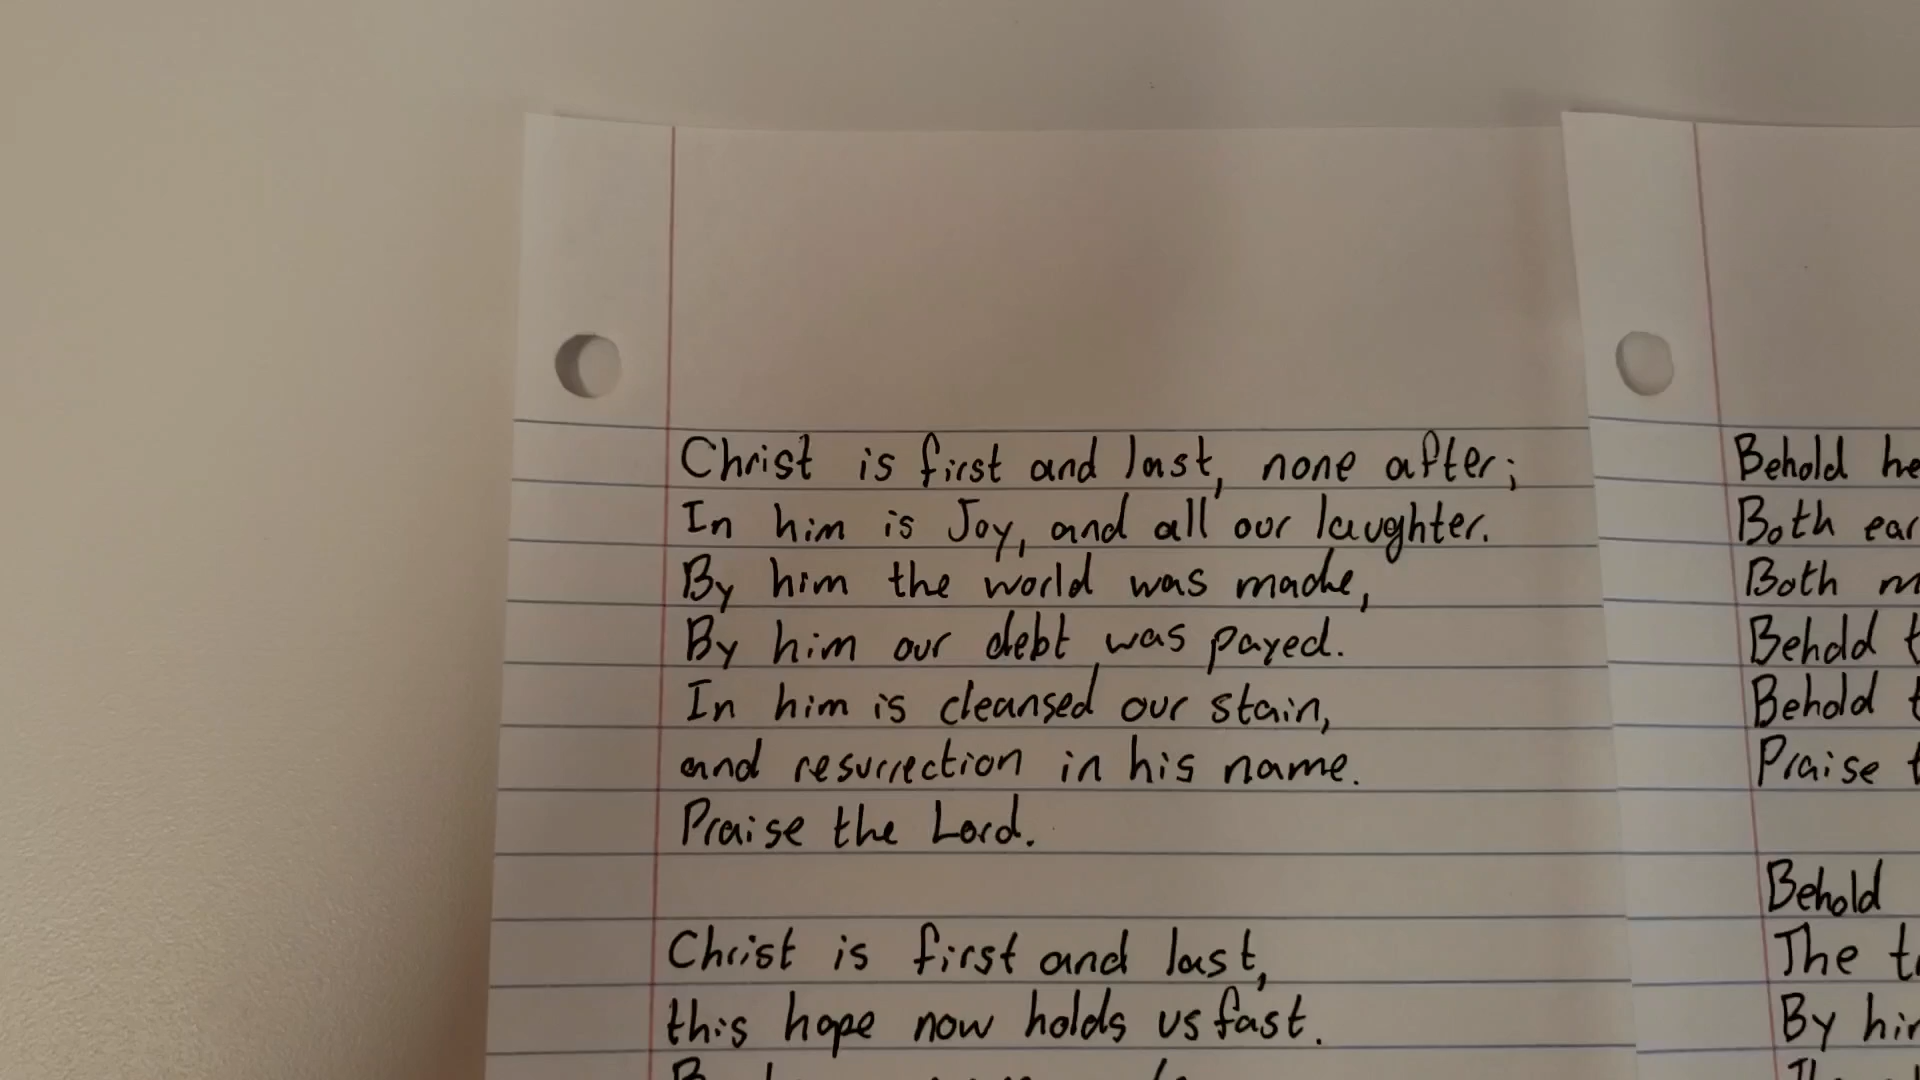 Christ is first and last, none after;
In him is Joy, and all our laughter.
By him the world was made,
By him our debt was payed.
In him is cleansed our stain,
and resurrection in his name.
Praise the Lord.
Christ is first and last,
this hope now holds us fast.
Behold he
Both ear
Both m
Behold t
Behold t
Praise t
Behold
The t
By hi